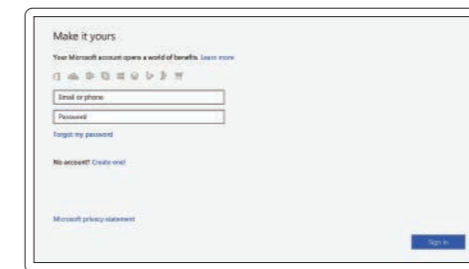 Make it yours
Your Microsoft account opens a world of benefits. Learn more
Email or phone
Password
Forgot my password
No account? Create one!
Microsoft privacy statement
Sign in